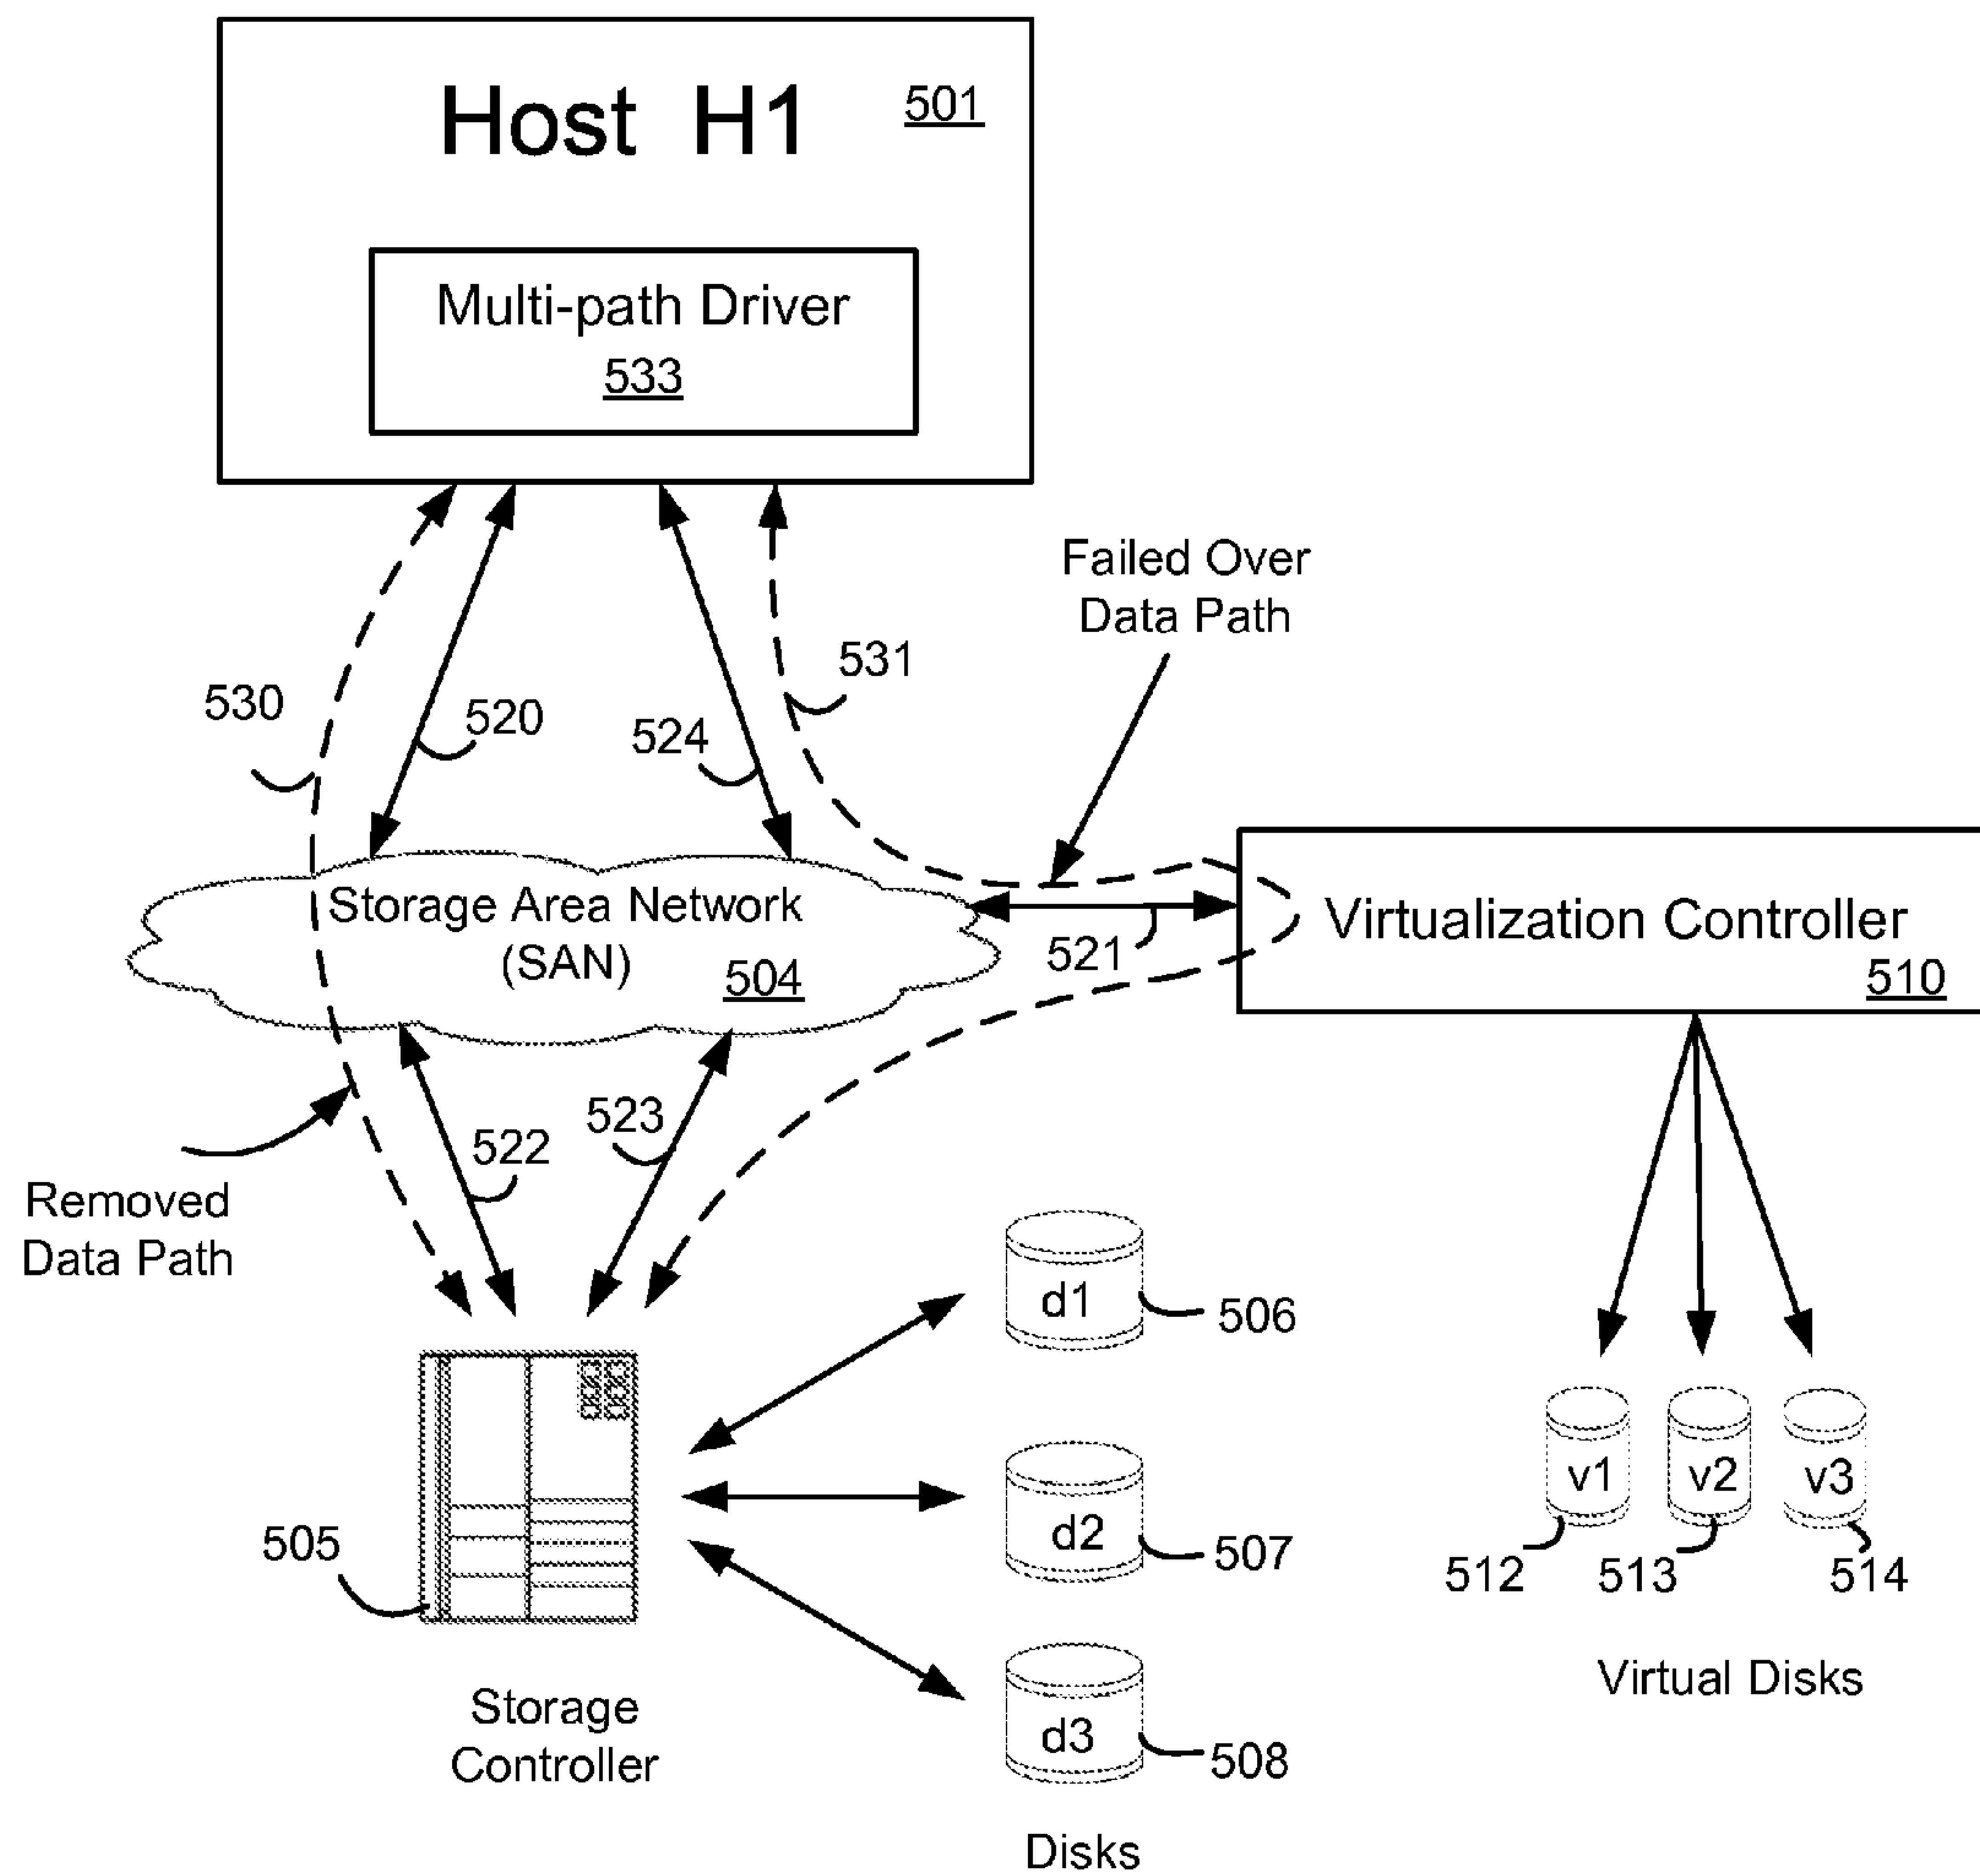 Host H1 501
Multi-path Driver
533
Failed Over
Data Path
530
520
524
531
Storage Area Network
(SAN)
504
521
Virtualization Controller
510
522
523
Removed
Data Path
d1
506
505
d2
507
v1
v2
v3
512
513
514
Storage
Controller
d3
508
Virtual Disks
Disks